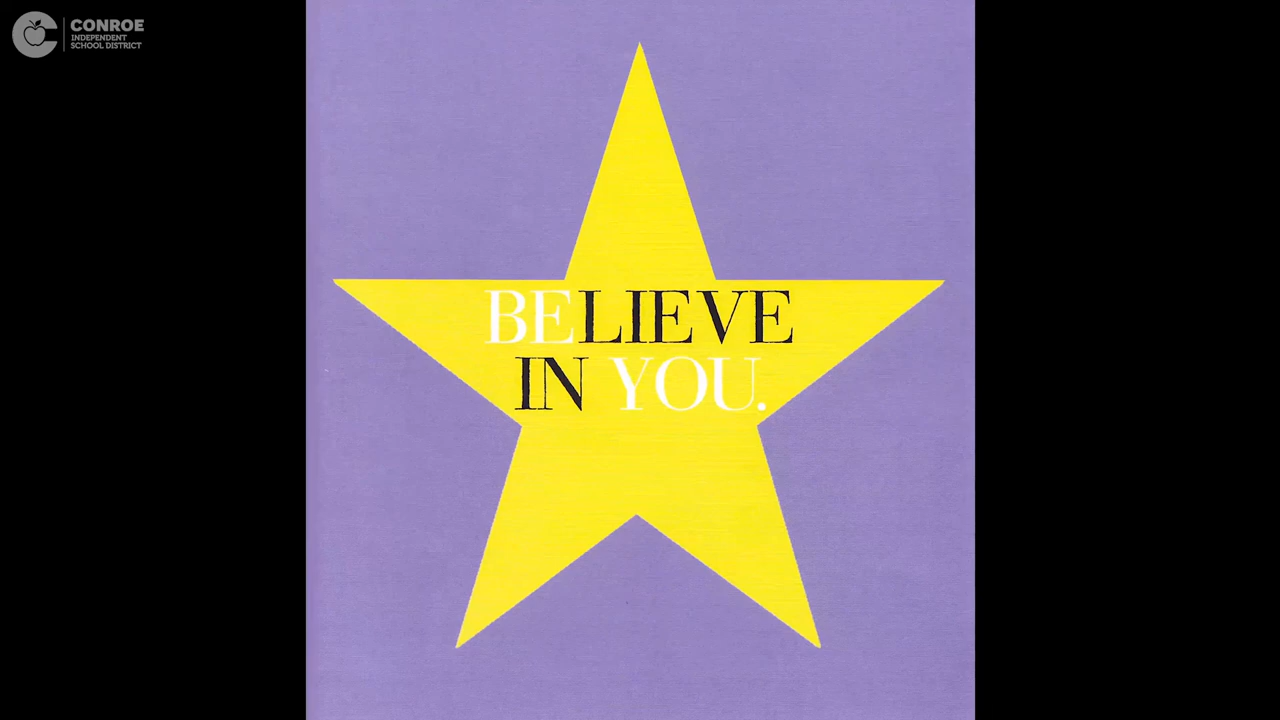 CONROE
INDEPENDENT
SCHOOL DISTRICT
BELIEVE
IN YOU.